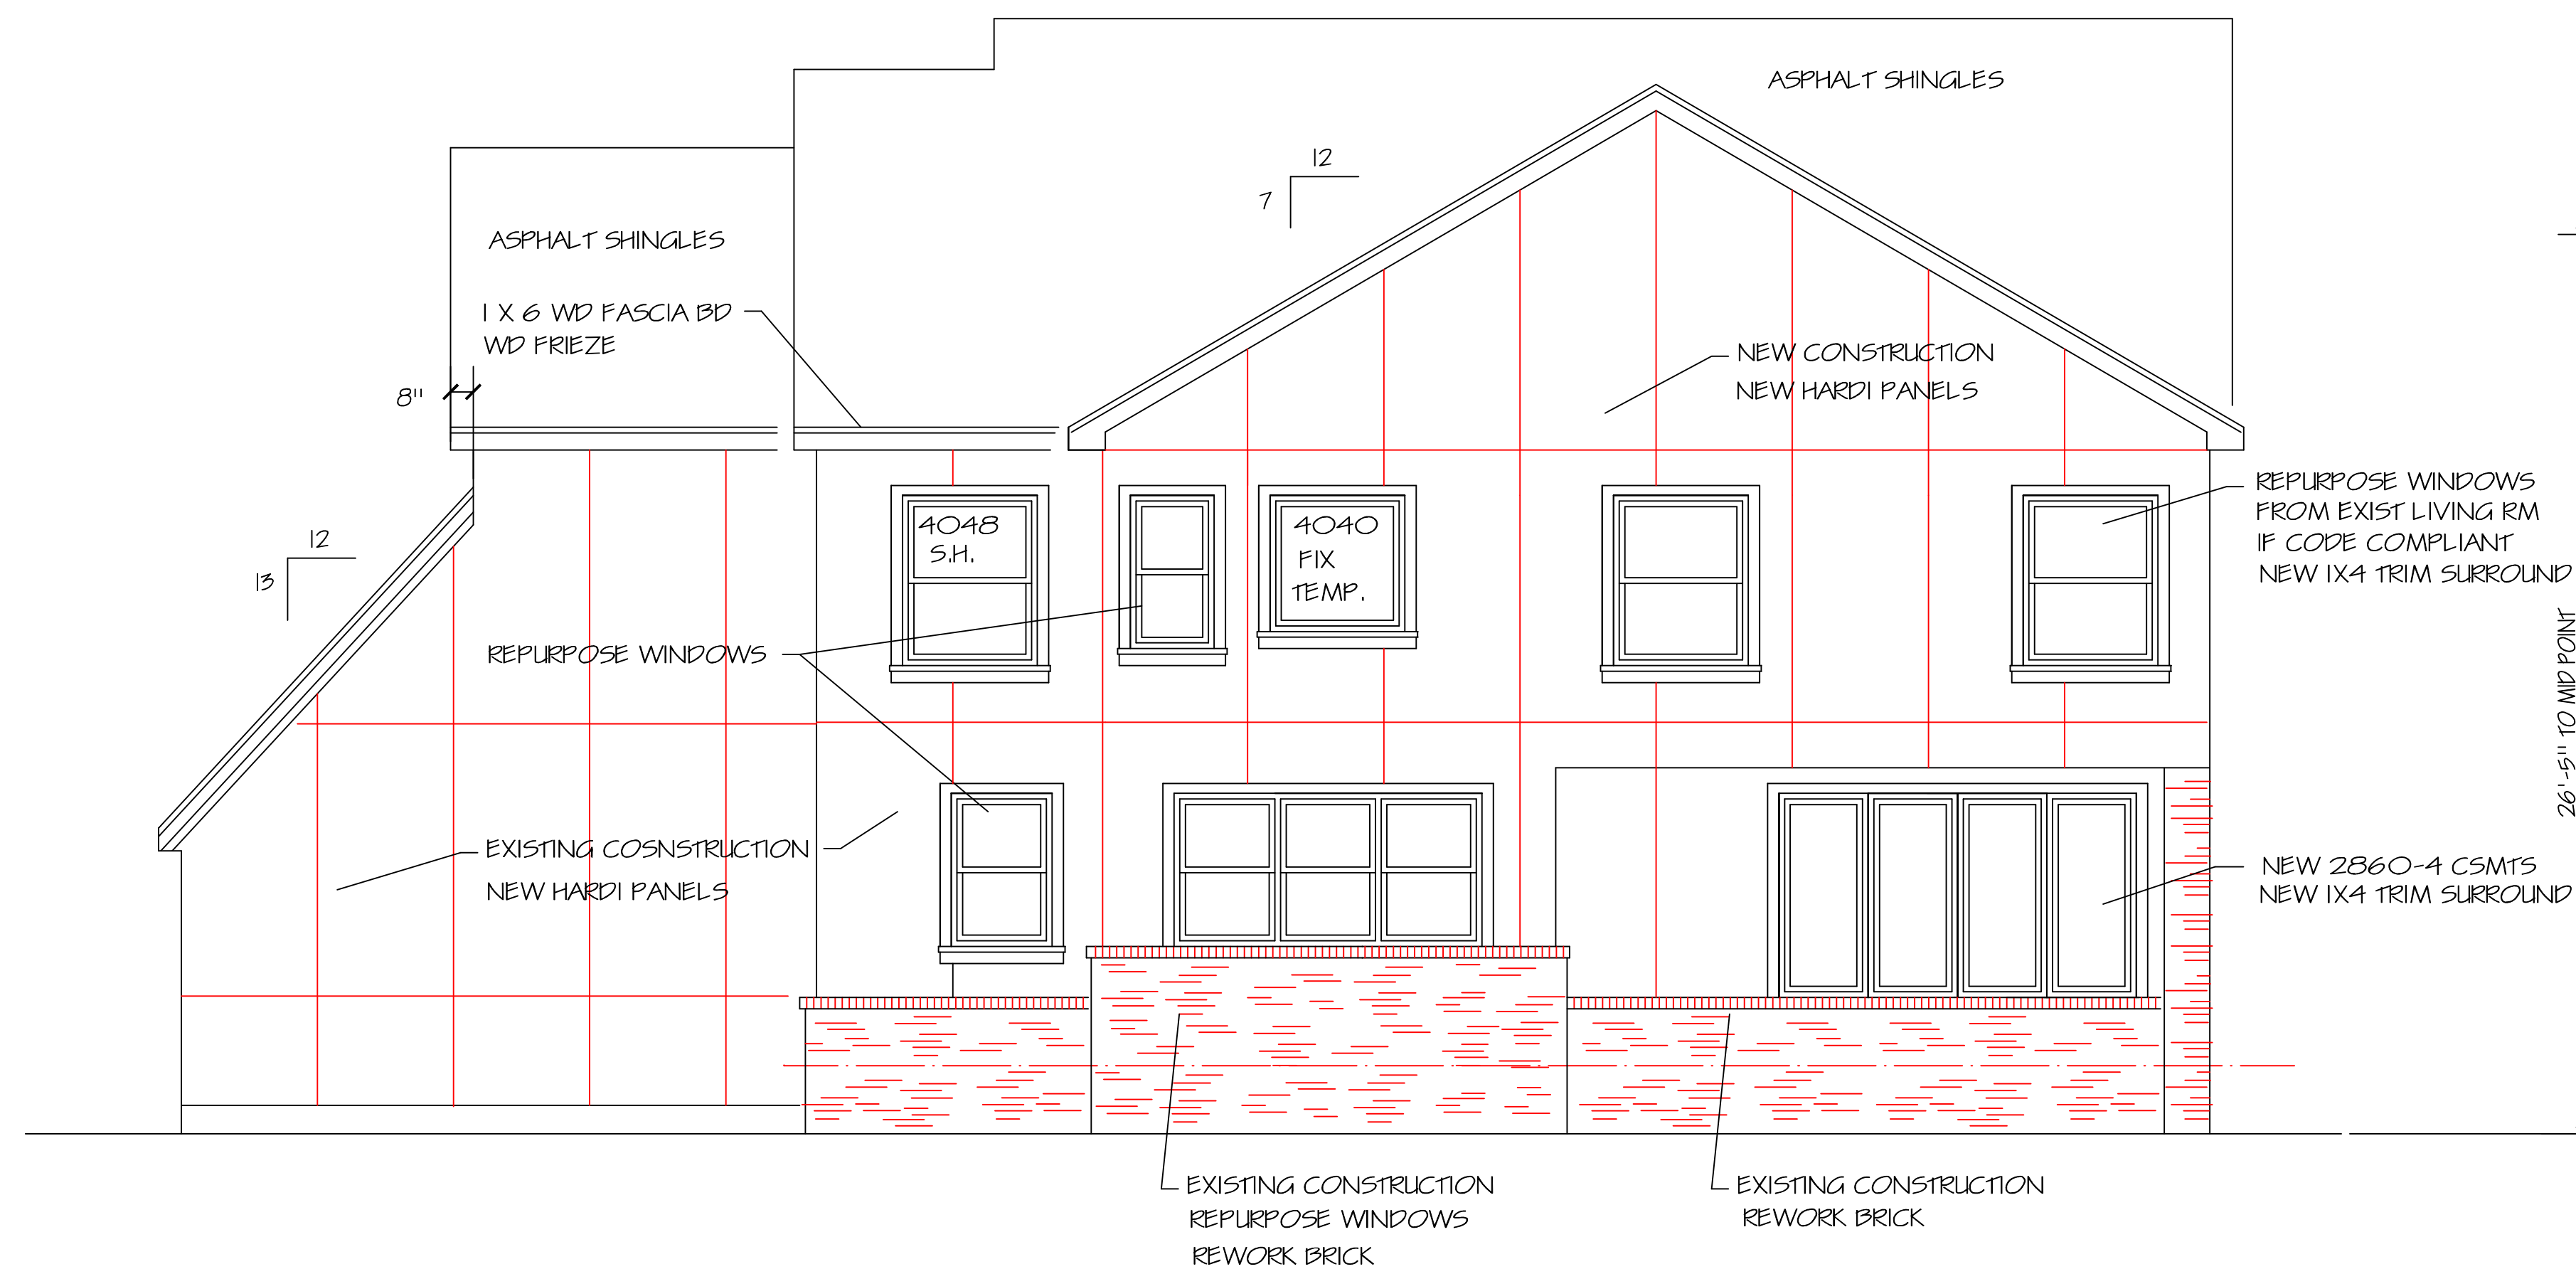 ASPHALT SHINGLES
12
7
ASPHALT SHINGLES
1 X 6 WD FASCIA BD
WD FRIEZE
8"
NEW CONSTRUCTION
NEW HARDI PANELS
12
13
4048
S.H.
4040
FIX
TEMP.
REPURPOSE WINDOWS
FROM EXIST LIVING RM
IF CODE COMPLIANT
NEW 1X4 TRIM SURROUND
REPURPOSE WINDOWS
26'-5" TO MID POINT
EXISTING COSNSTRUCTION
NEW HARDI PANELS
NEW 2860-4 CSMTS
NEW 1X4 TRIM SURROUND
EXISTING CONSTRUCTION
REPURPOSE WINDOWS
REWORK BRICK
EXISTING CONSTRUCTION
REWORK BRICK